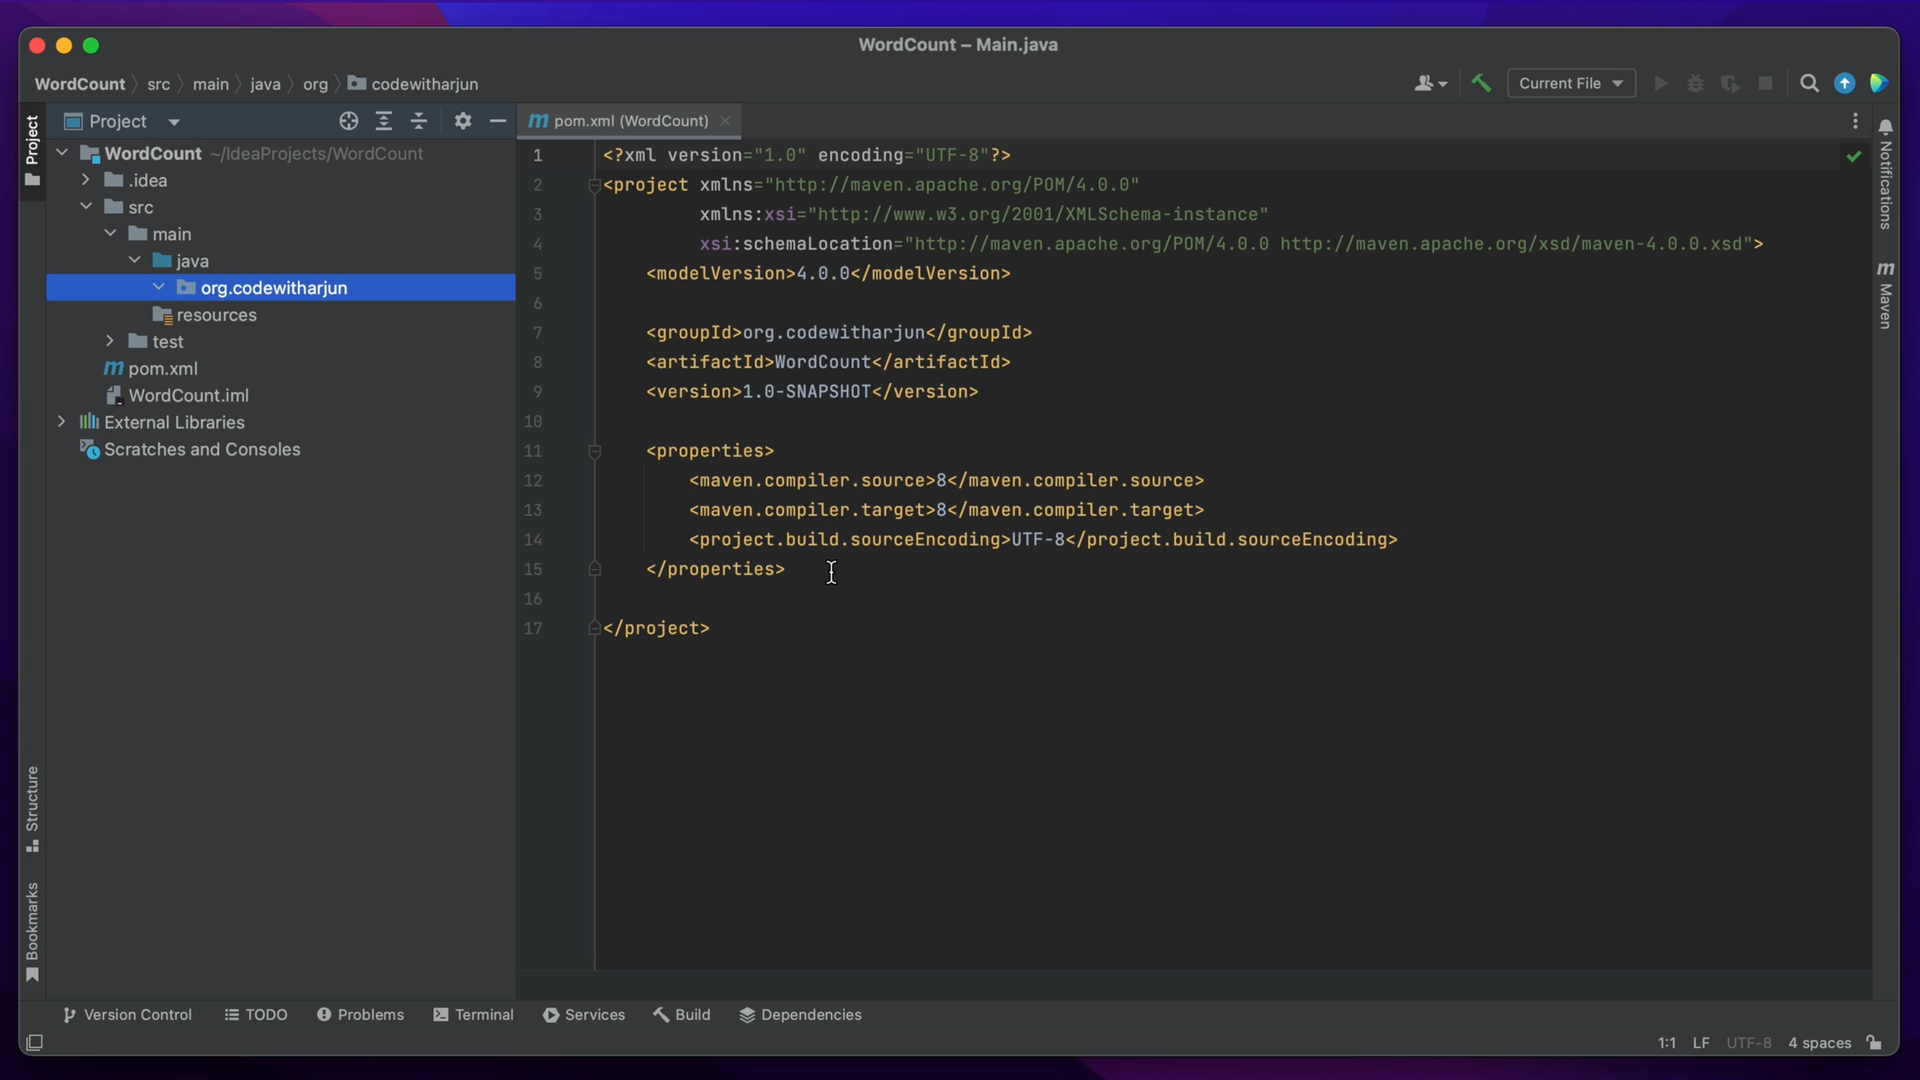 WordCount – Main.java
WordCount src main java org codewitharjun
Current File
Project
pom.xml (WordCount)
Project
WordCount ~/IdeaProjects/WordCount
.idea
src
main
java
org.codewitharjun
resources
test
pom.xml
WordCount.iml
External Libraries
Scratches and Consoles
1 <?xml version="1.0" encoding="UTF-8"?>
2 <project xmlns="http://maven.apache.org/POM/4.0.0"
3 xmlns:xsi="http://www.w3.org/2001/XMLSchema-instance"
4 xsi:schemaLocation="http://maven.apache.org/POM/4.0.0 http://maven.apache.org/xsd/maven-4.0.0.xsd">
5 <modelVersion>4.0.0</modelVersion>
6
7 <groupId>org.codewitharjun</groupId>
8 <artifactId>WordCount</artifactId>
9 <version>1.0-SNAPSHOT</version>
10
11 <properties>
12 <maven.compiler.source>8</maven.compiler.source>
13 <maven.compiler.target>8</maven.compiler.target>
14 <project.build.sourceEncoding>UTF-8</project.build.sourceEncoding>
15 </properties>
16
17 </project>
Notifications
m Maven
Structure
Bookmarks
Version Control TODO Problems Terminal Services Build Dependencies
1:1 LF UTF-8 4 spaces